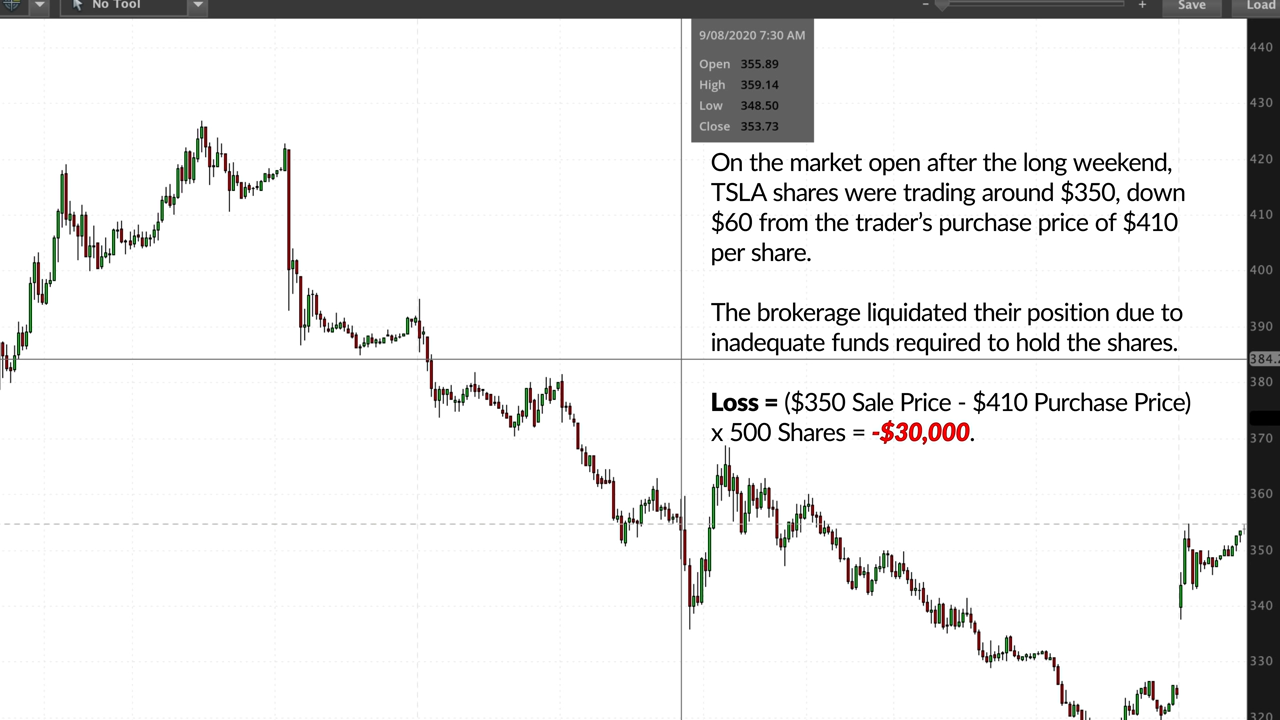 No Tool
−
+
Save
Load
9/08/2020 7:30 AM
Open 355.89
High 359.14
Low 348.50
Close 353.73
On the market open after the long weekend,
TSLA shares were trading around $350, down
$60 from the trader’s purchase price of $410
per share.
The brokerage liquidated their position due to
inadequate funds required to hold the shares.
Loss = ($350 Sale Price - $410 Purchase Price)
x 500 Shares = -$30,000.
440
430
420
410
400
390
380
370
360
350
340
330
320